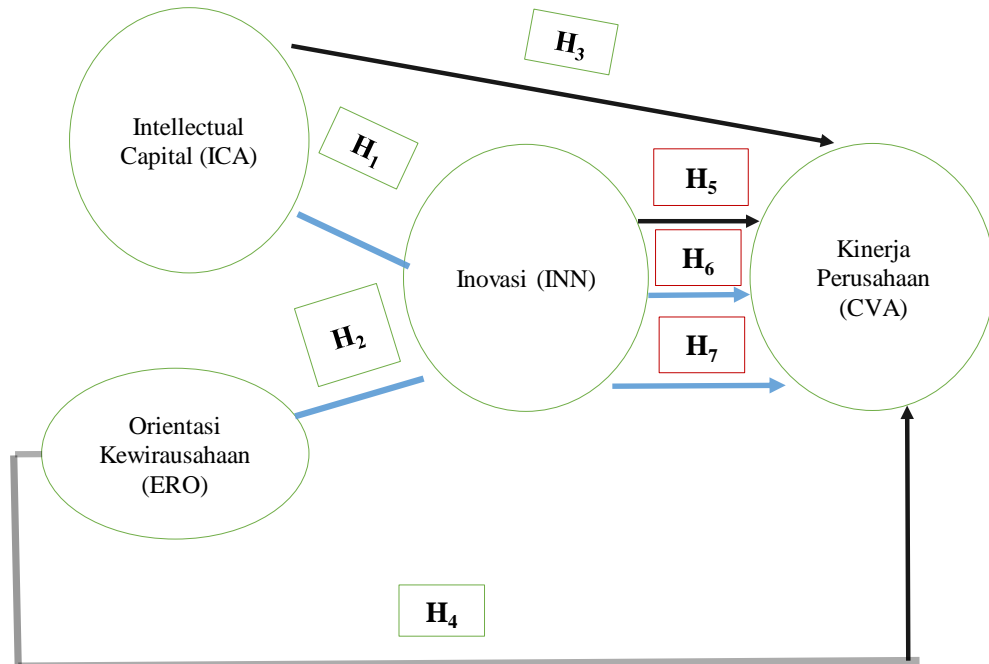 H3
Intellectual
Capital (ICA)
H1
H5
Inovasi (INN)
H6
Kinerja
Perusahaan
(CVA)
H2
H7
Orientasi
Kewirausahaan
(ERO)
H4